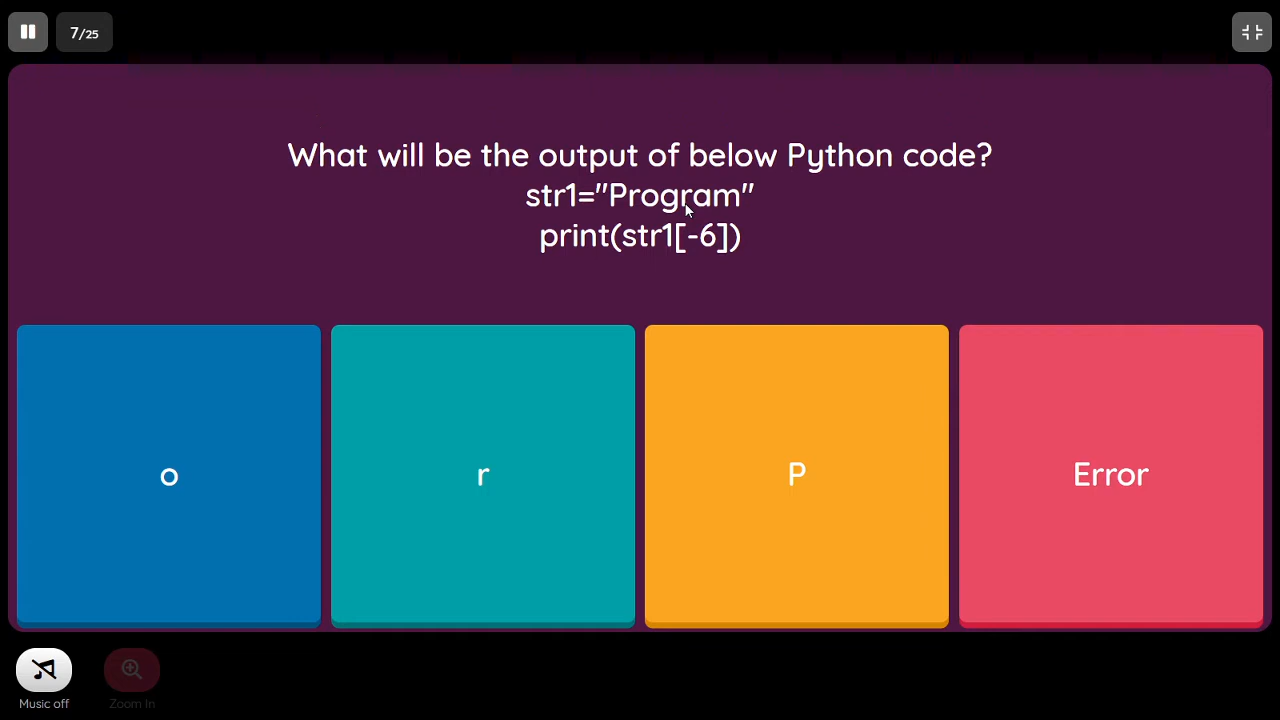 7/25
What will be the output of below Python code?
str1="Program"
print(str1[-6])
o
r
P
Error
Music off
Zoom In